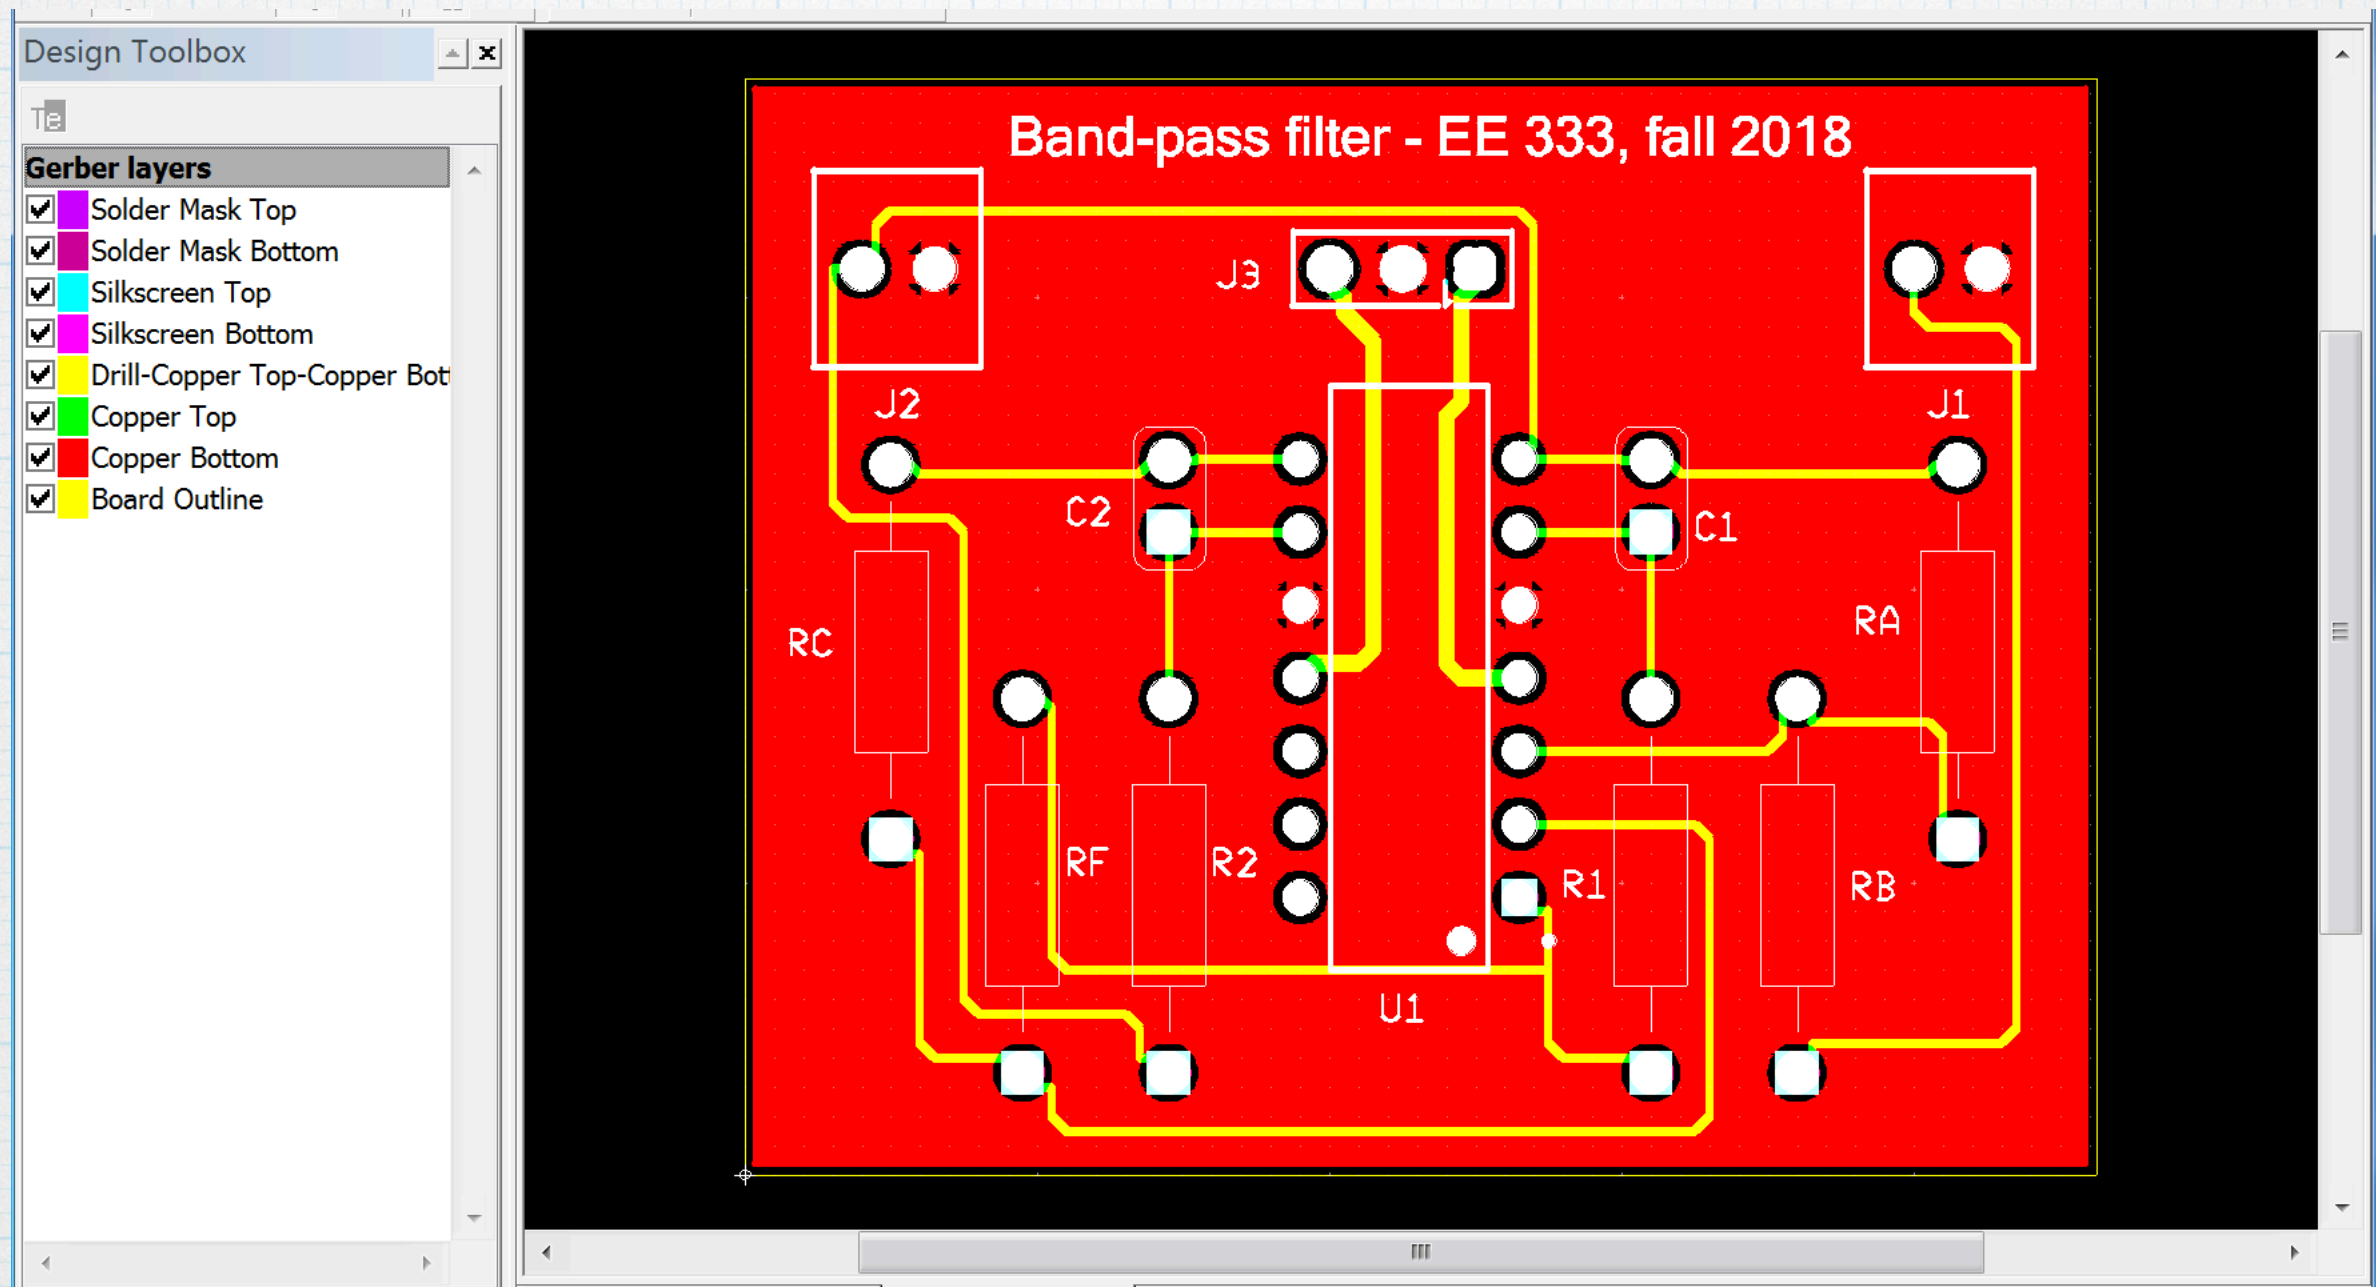 Design Toolbox
Te
Gerber layers
Solder Mask Top
Solder Mask Bottom
Silkscreen Top
Silkscreen Bottom
Drill-Copper Top-Copper Bott
Copper Top
Copper Bottom
Board Outline
Band-pass filter - EE 333, fall 2018
J3
J2
J1
C2
C1
RC
RA
RF
R2
R1
RB
U1